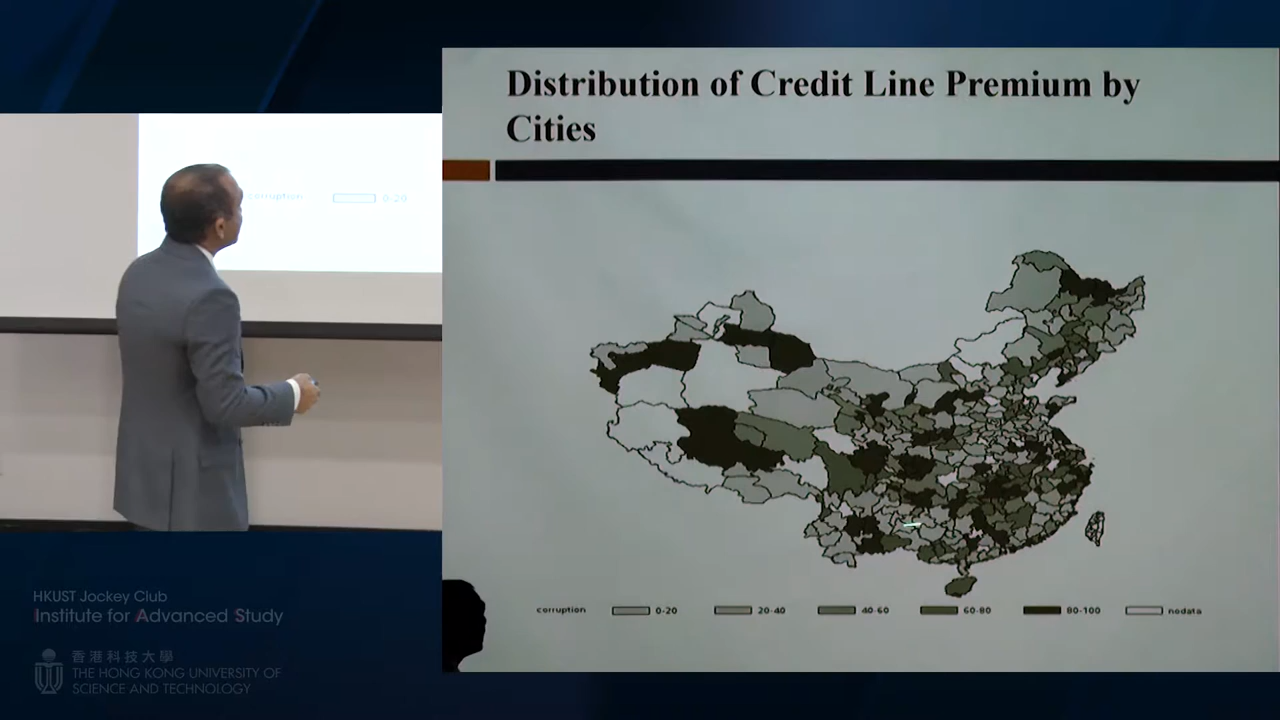 Distribution of Credit Line Premium by
Cities
corruption 0-20
corruption 0-20 20-40 40-60 60-80 80-100 nodata
HKUST Jockey Club
Institute for Advanced Study
香港科技大學
THE HONG KONG UNIVERSITY OF
SCIENCE AND TECHNOLOGY